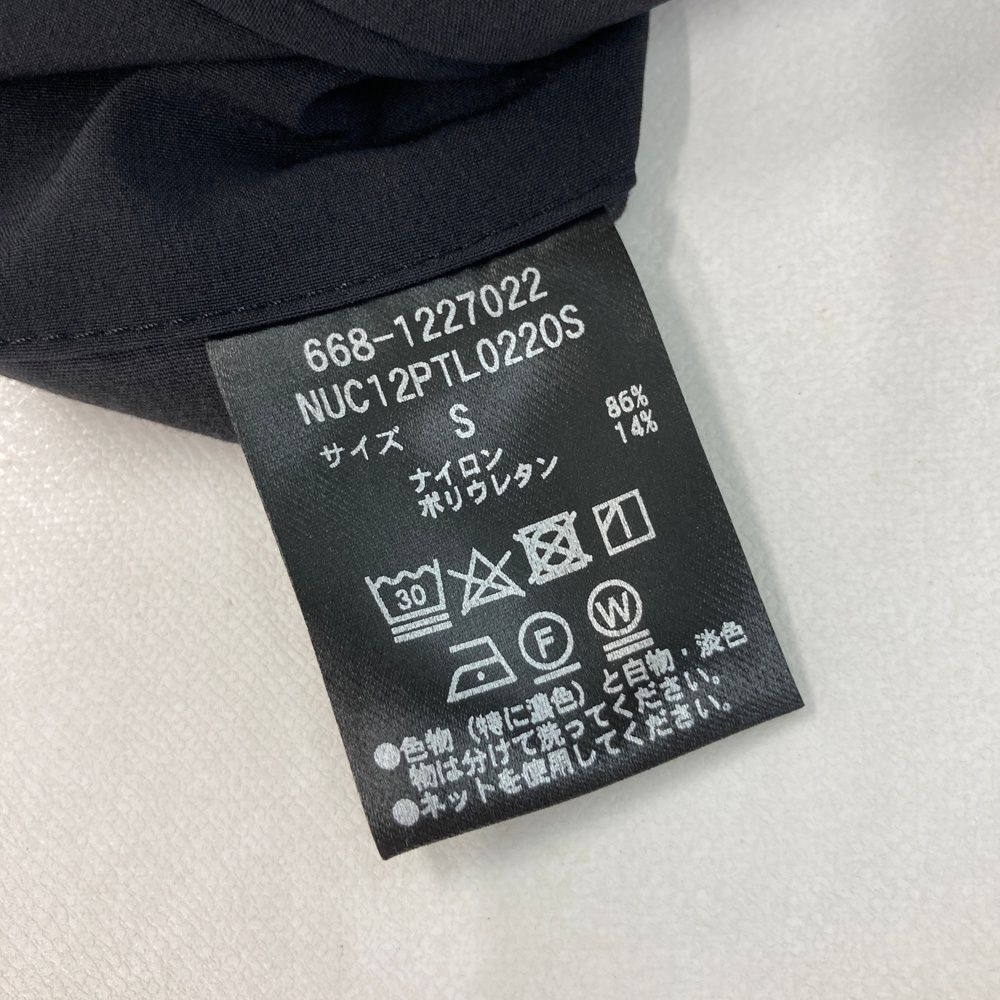 668-1227022
NUC12PTL0220S
サイズ S
ナイロン 86%
ポリウレタン 14%
30
F W
●色物(特に濃色)と白物・淡色
物は分けて洗ってください。
●ネットを使用してください。